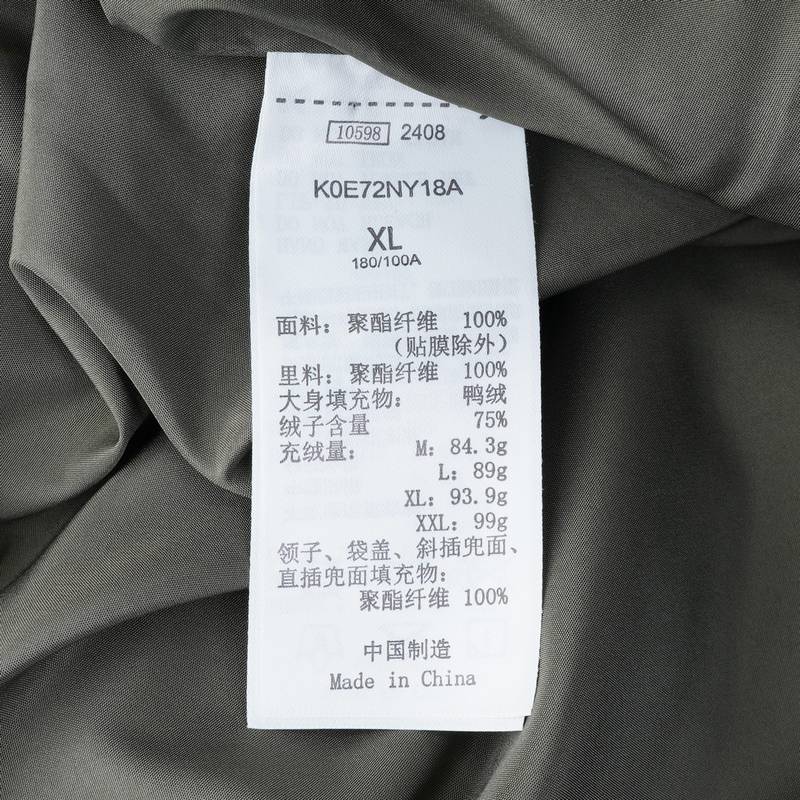 10598 2408
K0E72NY18A
XL
180/100A
面料：聚酯纤维 100%
（贴膜除外）
里料：聚酯纤维 100%
大身填充物： 鸭绒
绒子含量 75%
充绒量： M：84.3g
L：89g
XL：93.9g
XXL：99g
领子、袋盖、斜插兜面、
直插兜面填充物：
聚酯纤维 100%
中国制造
Made in China